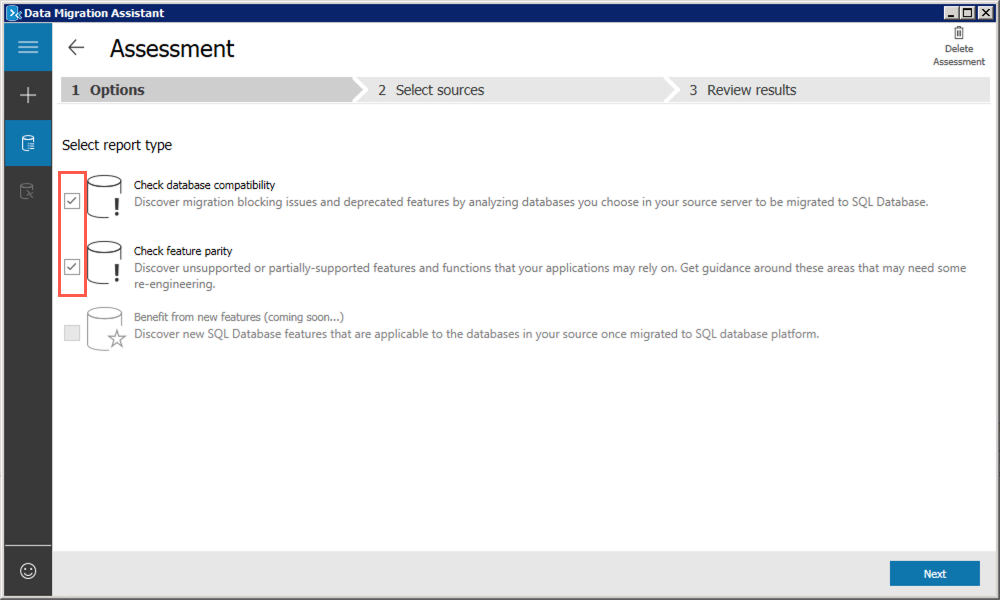 Data Migration Assistant
Assessment
Delete
Assessment
1 Options
2 Select sources
3 Review results
Select report type
Check database compatibility
Discover migration blocking issues and deprecated features by analyzing databases you choose in your source server to be migrated to SQL Database.
Check feature parity
Discover unsupported or partially-supported features and functions that your applications may rely on. Get guidance around these areas that may need some
re-engineering.
Benefit from new features (coming soon...)
Discover new SQL Database features that are applicable to the databases in your source once migrated to SQL database platform.
Next